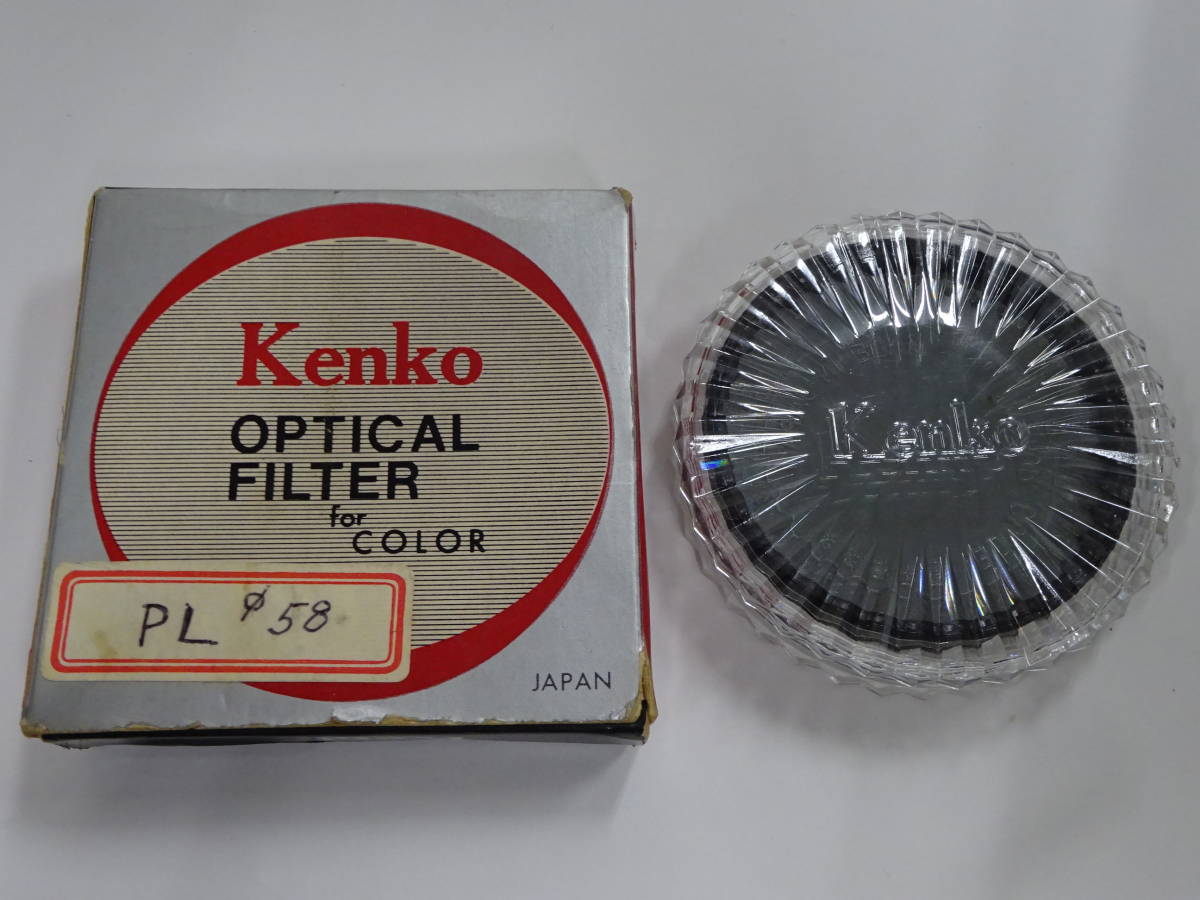 Kenko
OPTICAL
FILTER
for
COLOR
PL φ58
JAPAN
Kenko